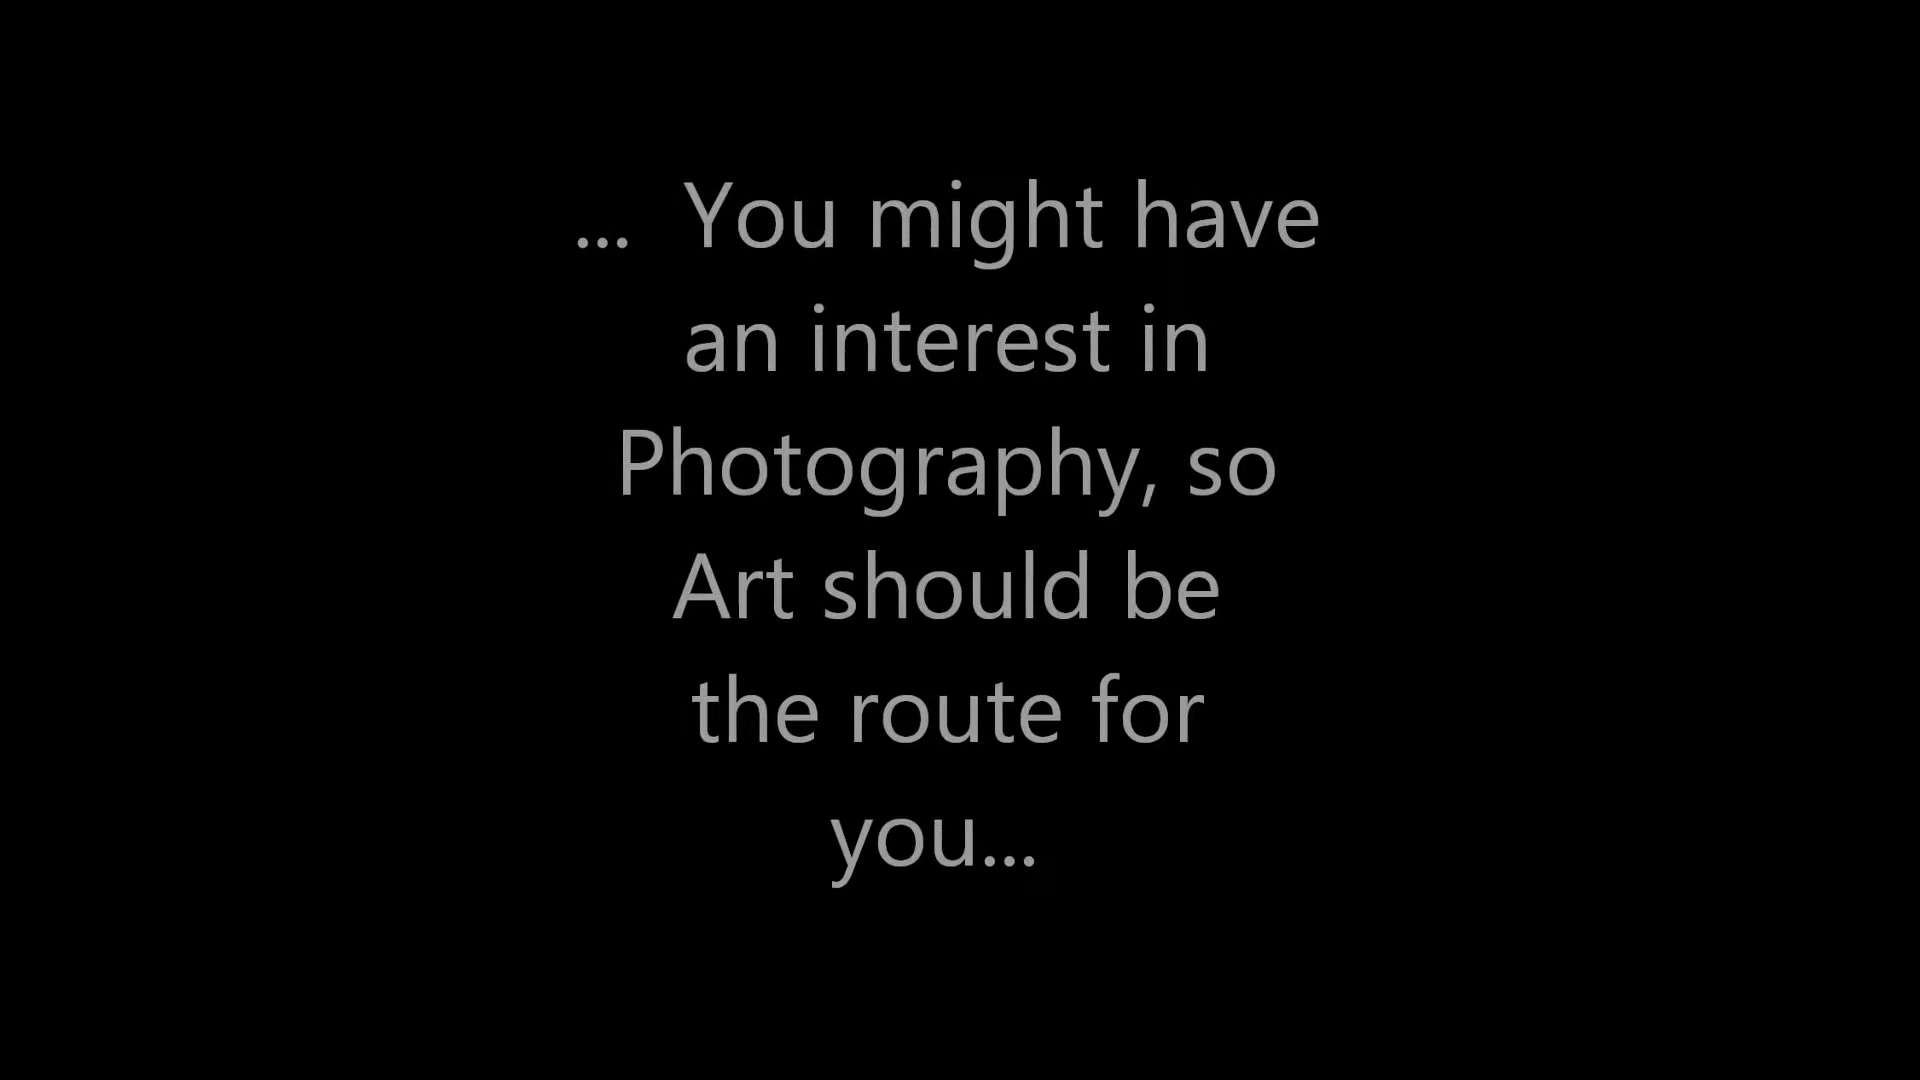 ...  You might have
an interest in
Photography, so
Art should be
the route for
you...